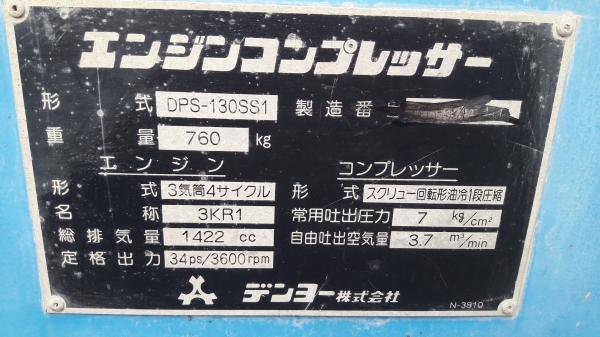 エンジンコンプレッサー
形式 DPS-130SS1 製造番号
重量 760 kg
エンジン
コンプレッサー
形式 3気筒4サイクル 形式 スクリュー回転形油冷1段圧縮
名称 3KR1 常用吐出圧力 7 kg/cm²
総排気量 1422 cc 自由吐出空気量 3.7 m³/min
定格出力 34ps/3600rpm
デンヨー株式会社
N-3910